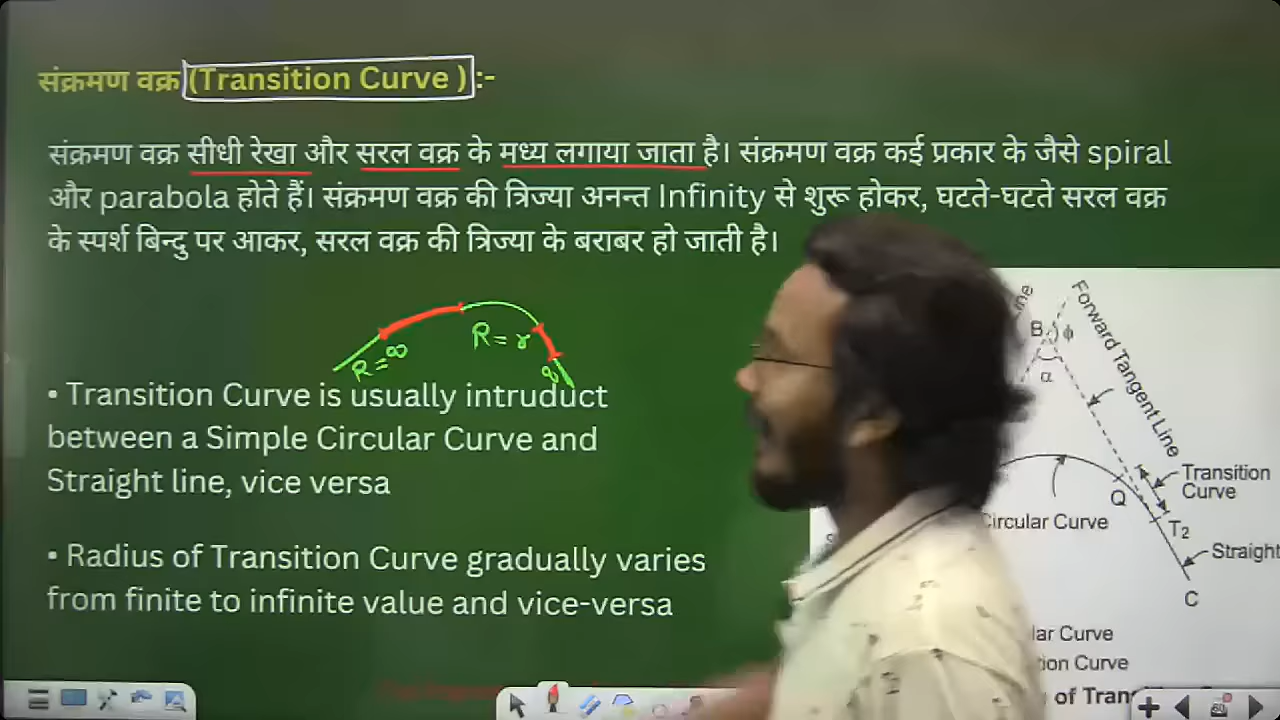 संक्रमण वक्र (Transition Curve ) :-
संक्रमण वक्र सीधी रेखा और सरल वक्र के मध्य लगाया जाता है। संक्रमण वक्र कई प्रकार के जैसे spiral
और parabola होते हैं। संक्रमण वक्र की त्रिज्या अनन्त Infinity से शुरू होकर, घटते-घटते सरल वक्र
के स्पर्श बिन्दु पर आकर, सरल वक्र की त्रिज्या के बराबर हो जाती है।
R=∞
R=r
∞
• Transition Curve is usually intruduct
between a Simple Circular Curve and
Straight line, vice versa
• Radius of Transition Curve gradually varies
from finite to infinite value and vice-versa
B ϕ
α
Forward Tangent Line
Transition
Curve
Q
T2
Circular Curve
Straight
C
Curve
Curve
of